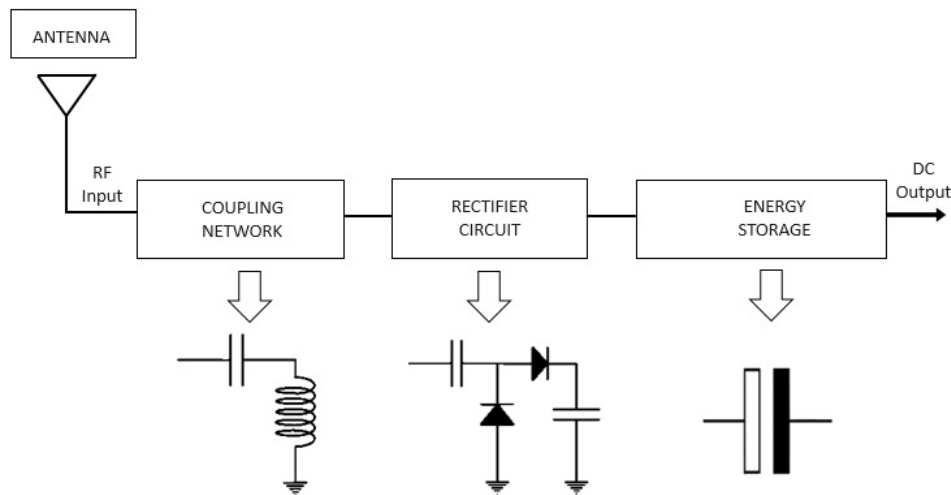 ANTENNA
RF
Input
COUPLING
NETWORK
RECTIFIER
CIRCUIT
ENERGY
STORAGE
DC
Output